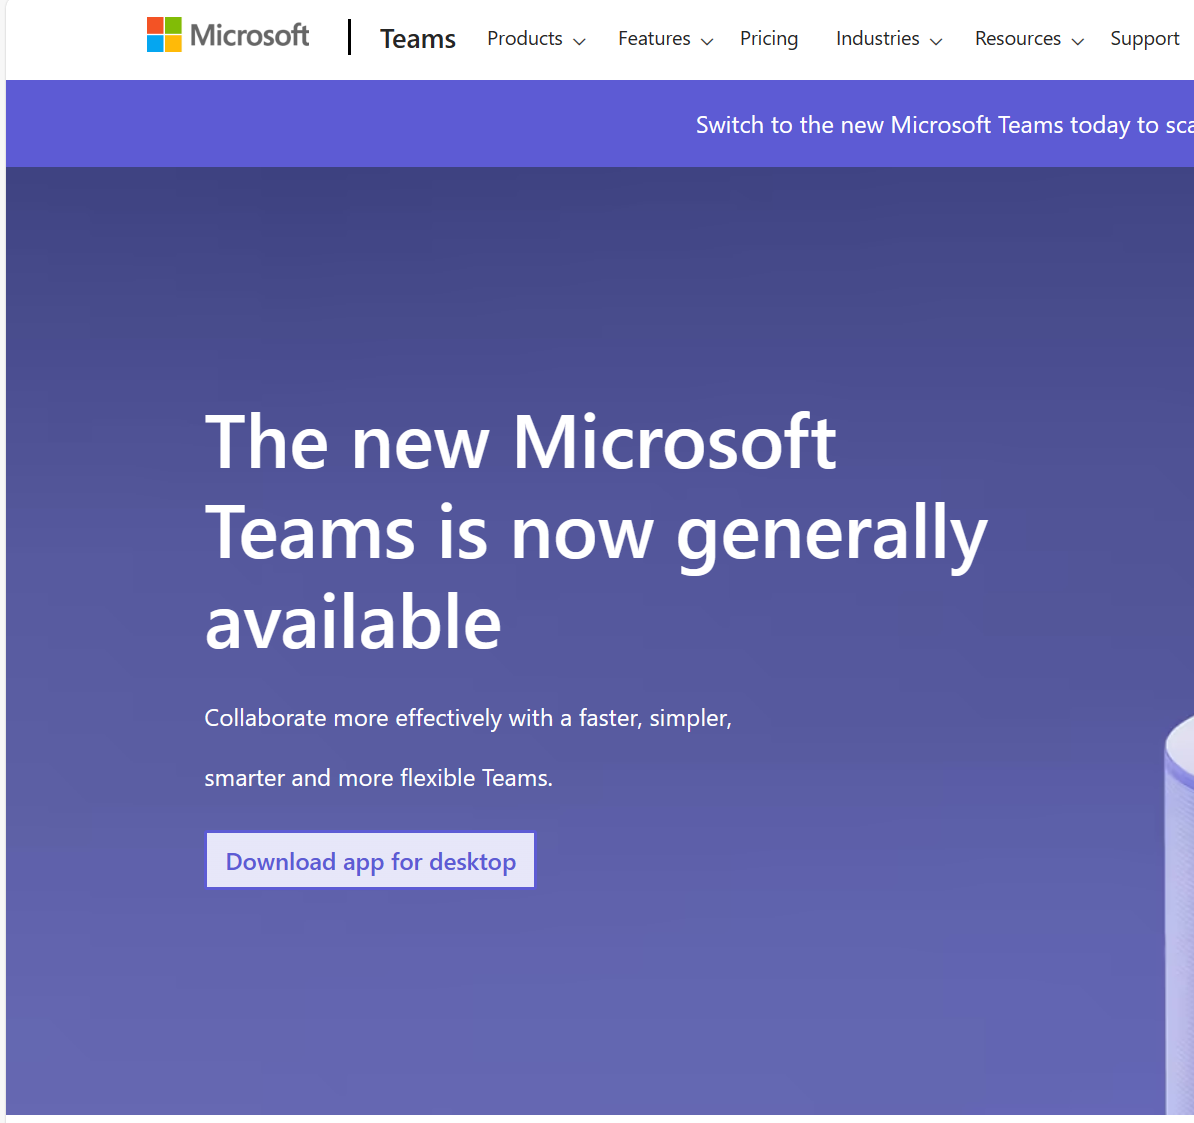 Microsoft
Teams
Products
Features
Pricing
Industries
Resources
Support
Switch to the new Microsoft Teams today to
The new Microsoft
Teams is now generally
available
Collaborate more effectively with a faster, simpler,
smarter and more flexible Teams.
Download app for desktop